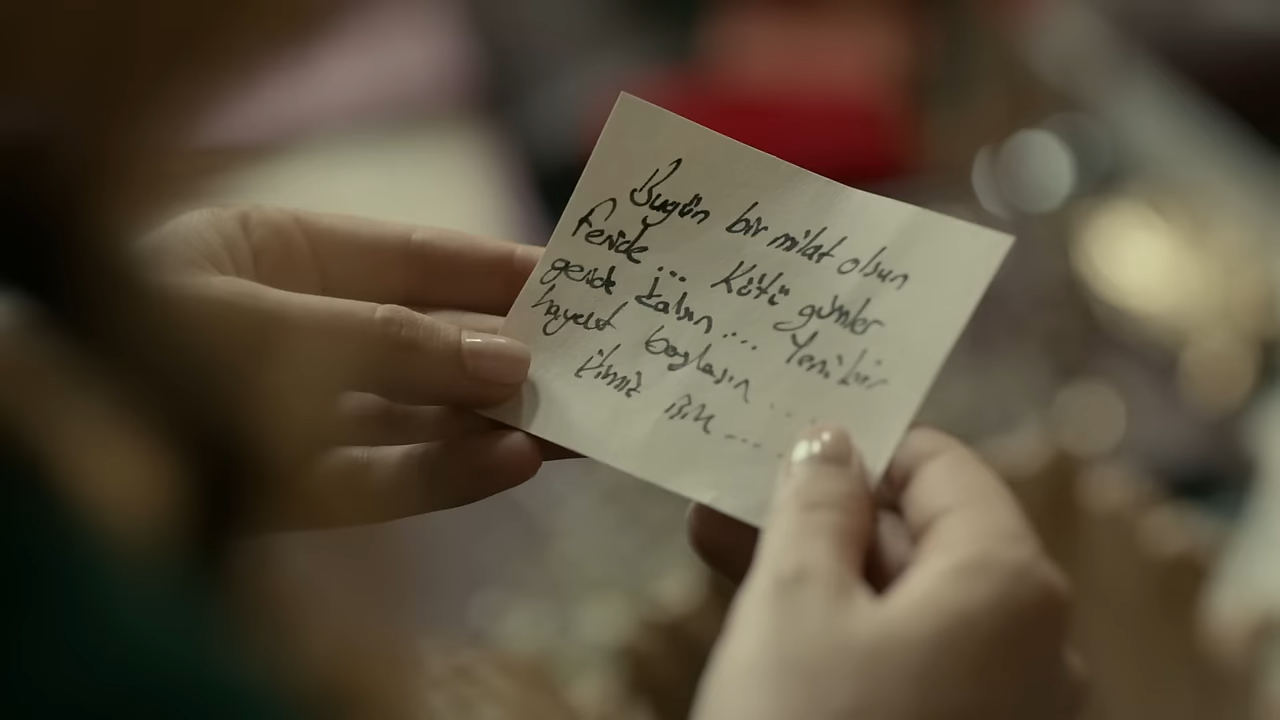 Bugün bir milat olsun
Feride... Kötü günler
geride kalsın... Yeni bir
hayat başlasın.....